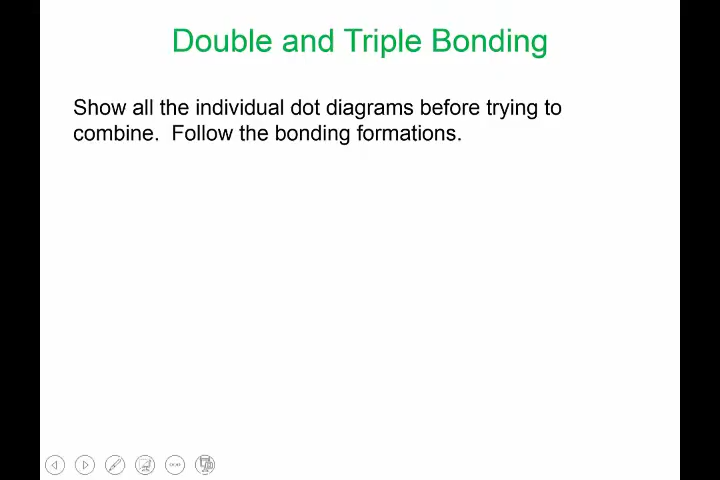 Double and Triple Bonding
Show all the individual dot diagrams before trying to
combine.  Follow the bonding formations.